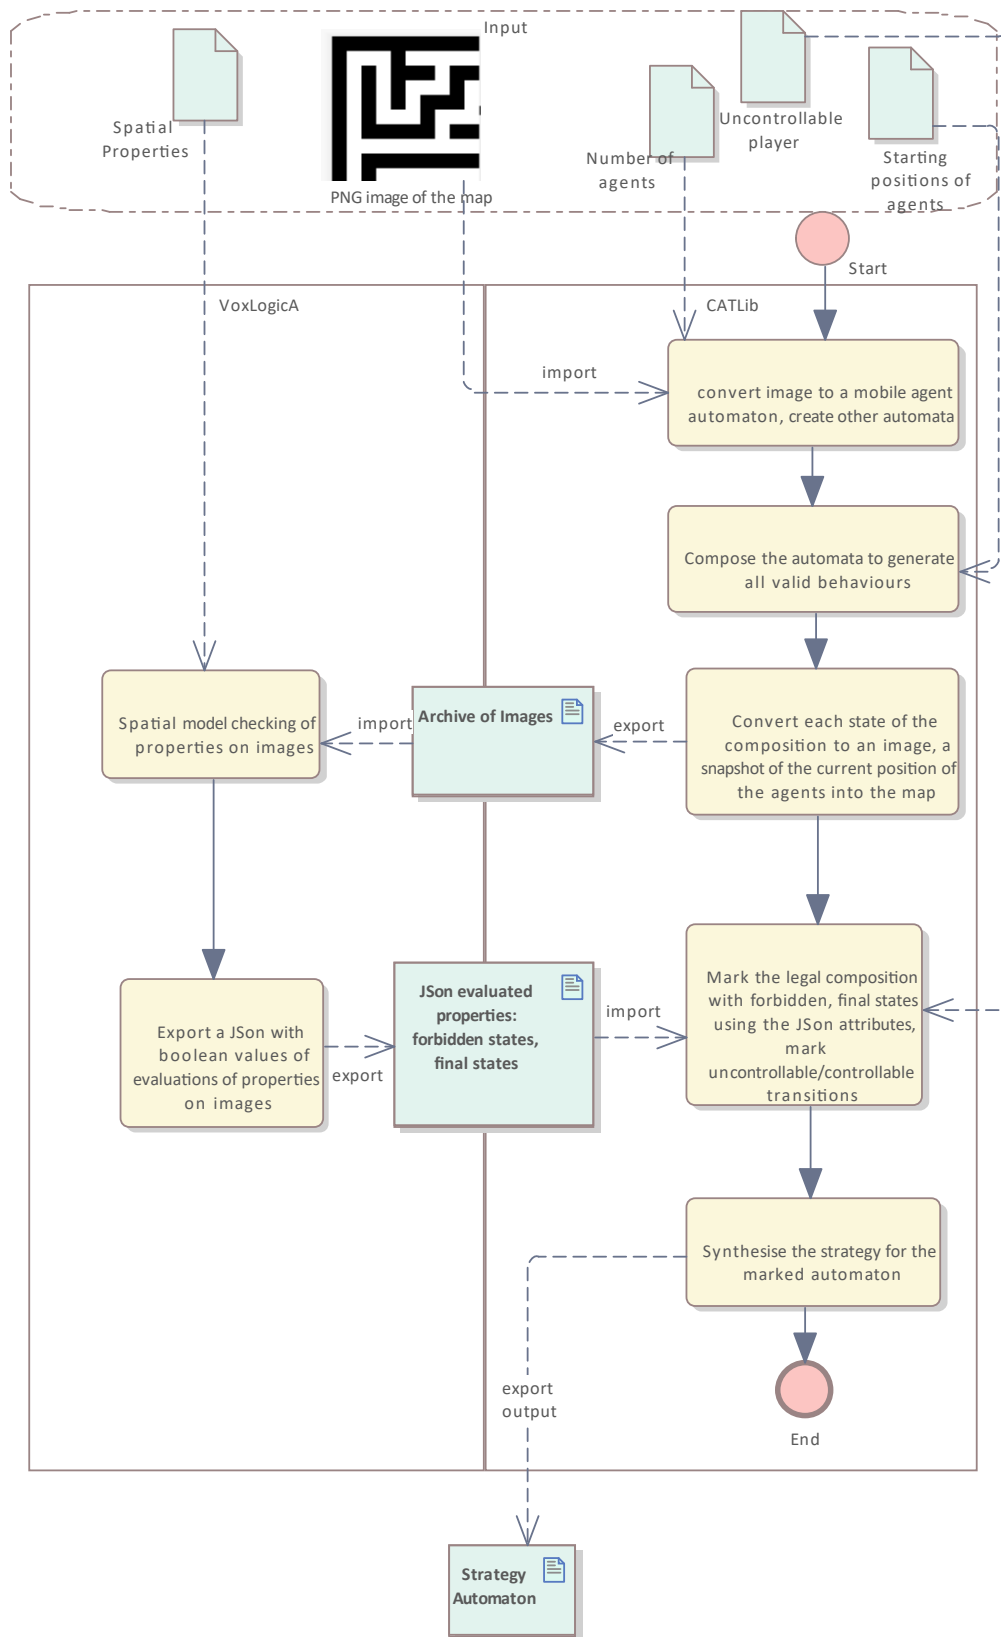 Input
Spatial
Properties
PNG image of the map
Number of
agents
Uncontrollable
player
Starting
positions of
agents
Start
VoxLogicA
CATLib
import
convert image to a mobile agent
automaton, create other automata
Compose the automata to generate
all valid behaviours
Spatial model checking of
properties on images
import
Archive of Images
export
Convert each state of the
composition to an image, a
snapshot of the current position of
the agents into the map
Export a JSon with
boolean values of
evaluations of properties
on images
export
JSon evaluated
properties:
forbidden states,
final states
import
Mark the legal composition
with forbidden, final states
using the JSon attributes,
mark
uncontrollable/controllable
transitions
Synthesise the strategy for the
marked automaton
export
output
End
Strategy
Automaton